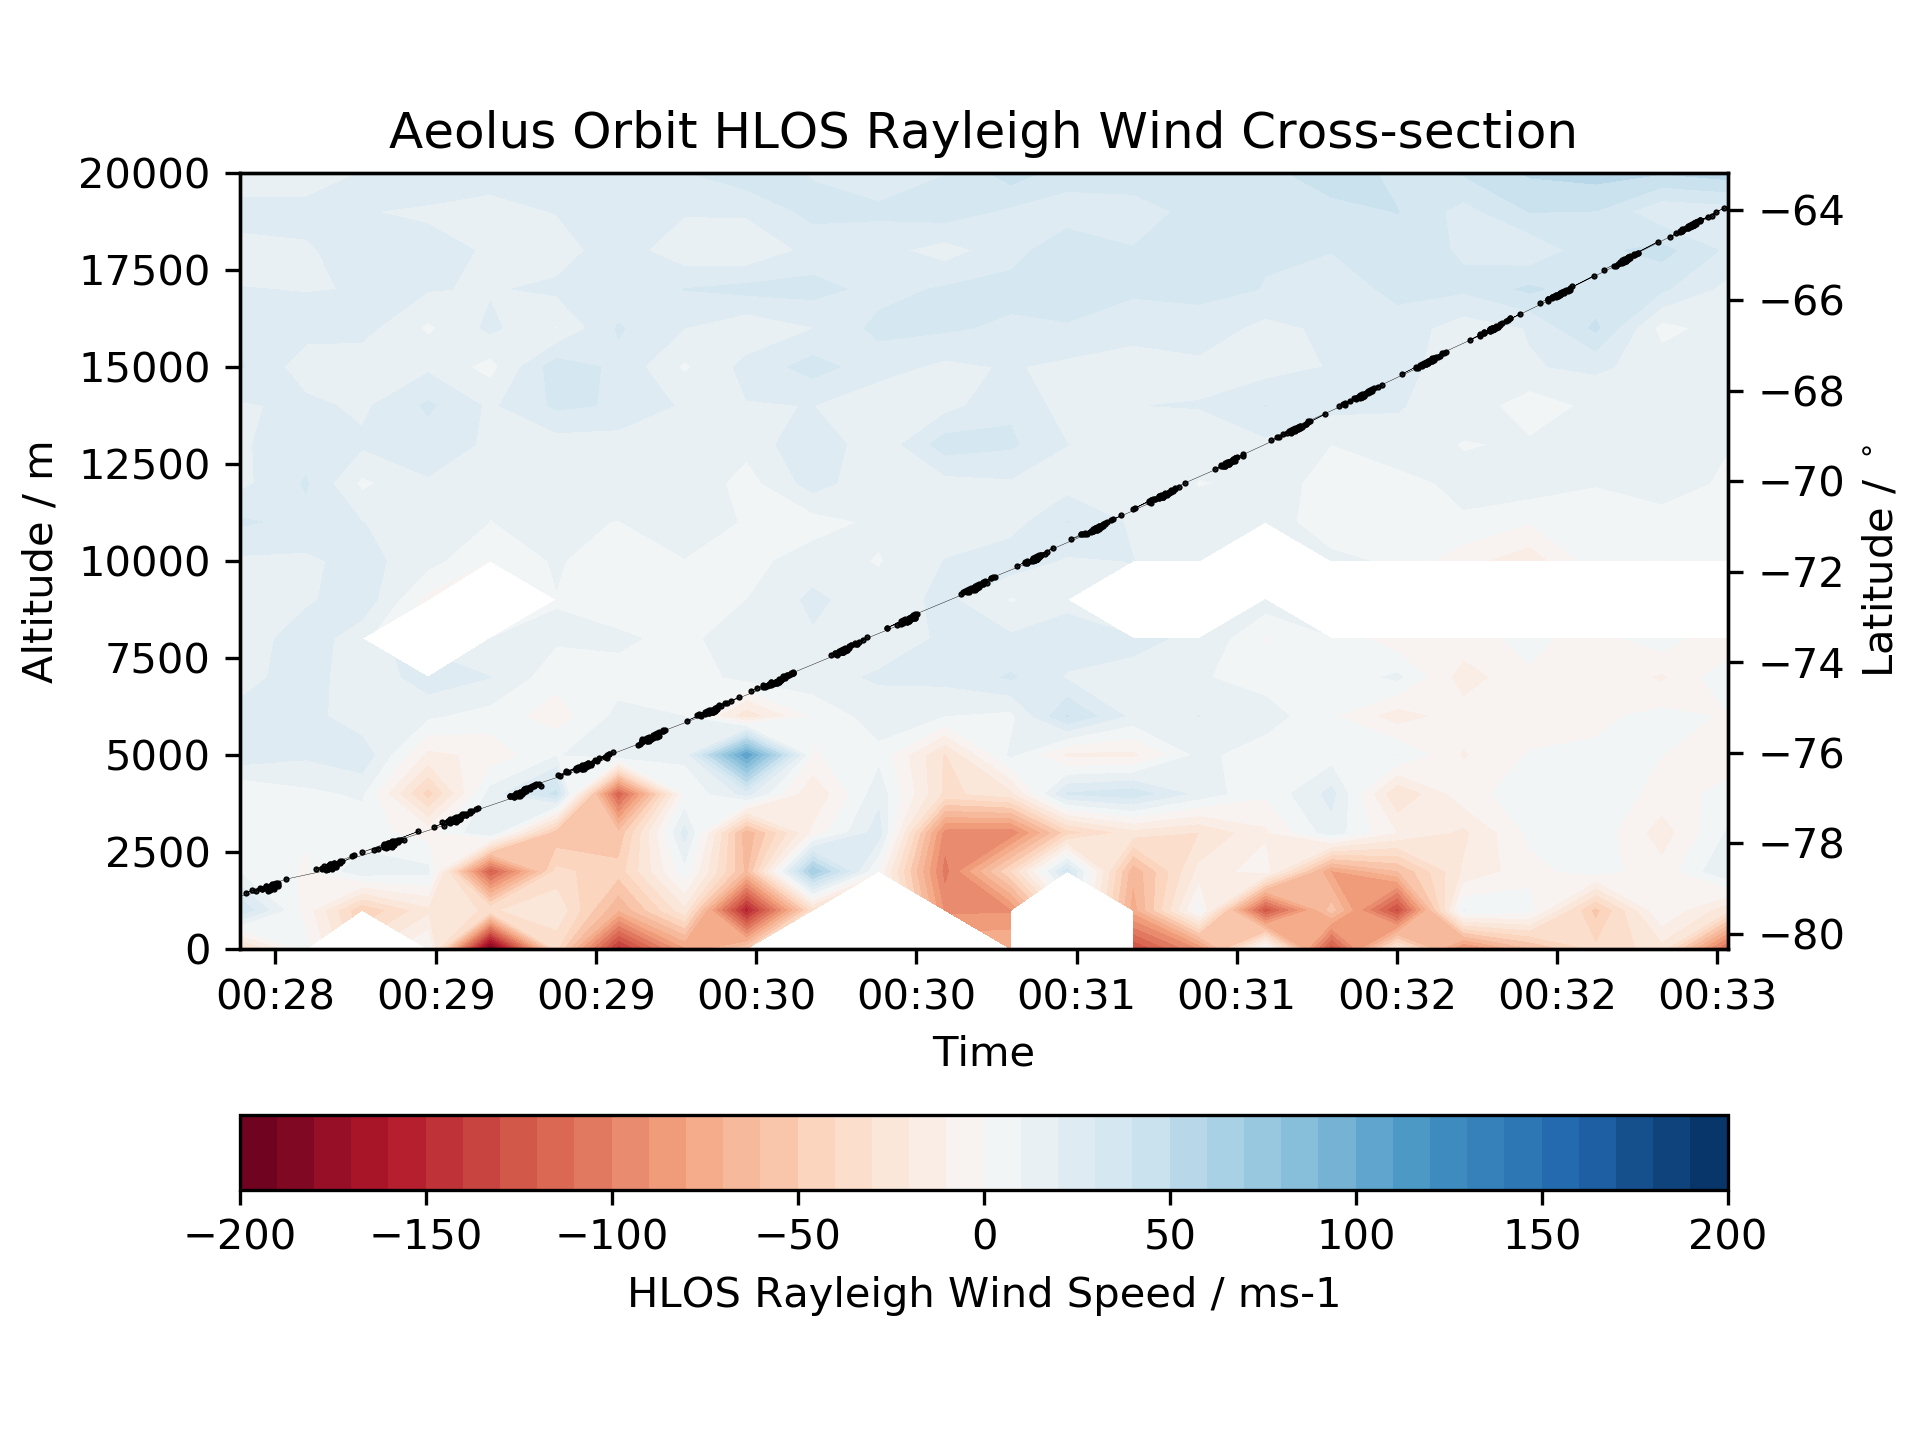 Aeolus Orbit HLOS Rayleigh Wind Cross-section
20000
17500
15000
12500
10000
7500
5000
2500
0
Altitude / m
−64
−66
−68
−70
−72
−74
−76
−78
−80
Latitude / °
00:28 00:29 00:29 00:30 00:30 00:31 00:31 00:32 00:32 00:33
Time
−200 −150 −100 −50 0 50 100 150 200
HLOS Rayleigh Wind Speed / ms-1